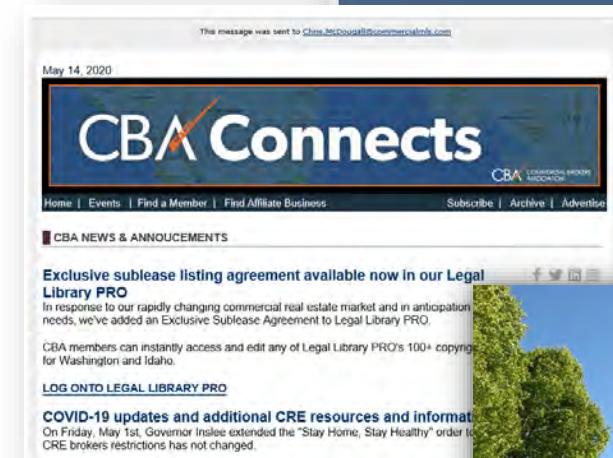 This message was sent to Chris.McDougall@commercialmls.com
May 14, 2020
CBA Connects
CBA COMMERCIAL BROKERS ASSOCIATION
Home | Events | Find a Member | Find Affiliate Business Subscribe | Archive | Advertise
CBA NEWS & ANNOUCEMENTS
Exclusive sublease listing agreement available now in our Legal
Library PRO
In response to our rapidly changing commercial real estate market and in anticipation
needs, we've added an Exclusive Sublease Agreement to Legal Library PRO.
CBA members can instantly access and edit any of Legal Library PRO's 100+ copyrig
for Washington and Idaho.
LOG ONTO LEGAL LIBRARY PRO
COVID-19 updates and additional CRE resources and informati
On Friday, May 1st, Governor Inslee extended the "Stay Home, Stay Healthy" order to
CRE brokers restrictions has not changed.